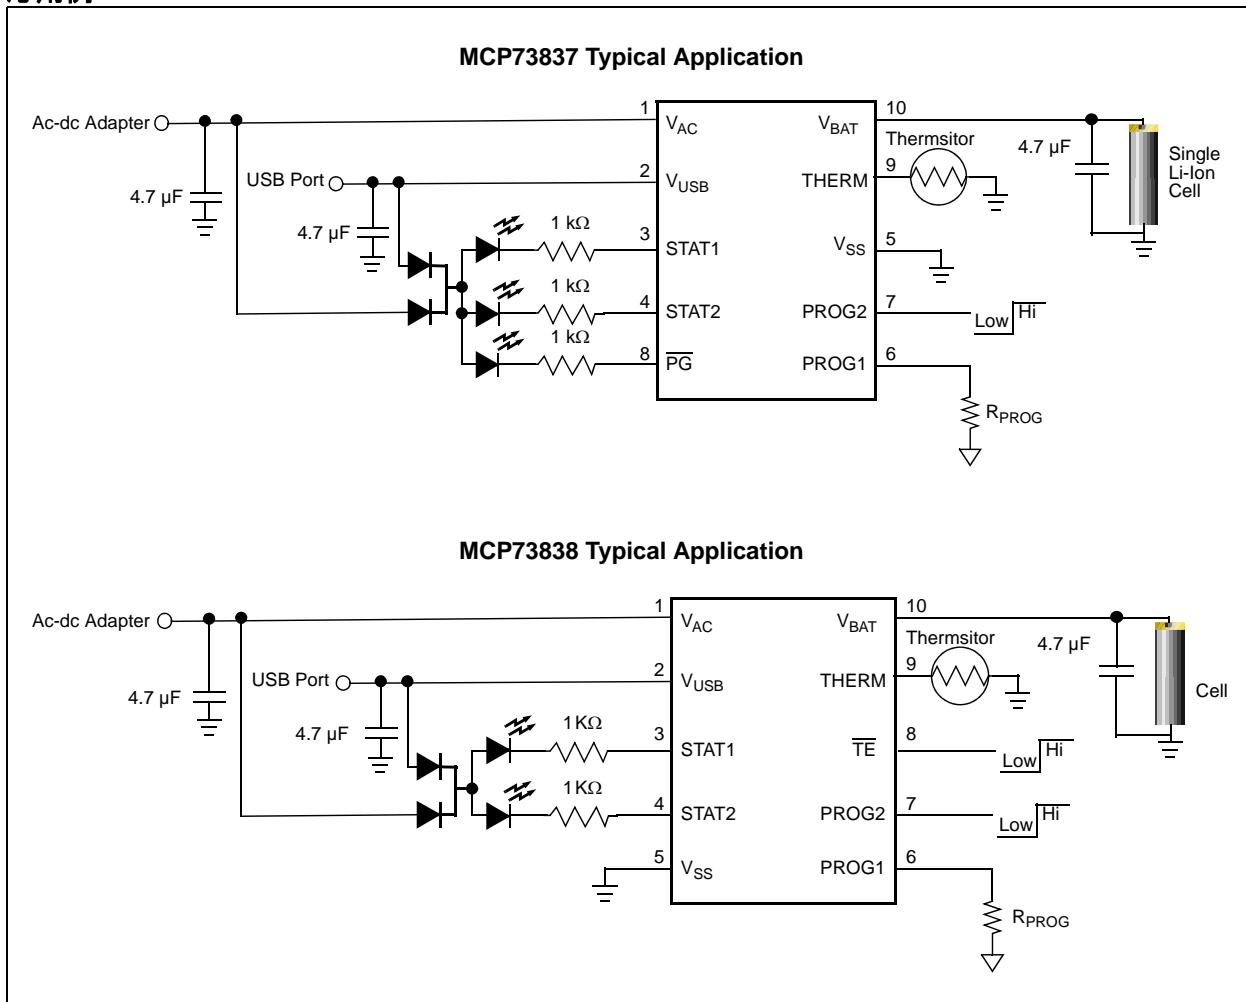 MCP73837 Typical Application
Ac-dc Adapter
4.7 µF
USB Port
4.7 µF
1 kΩ
1 kΩ
1 kΩ
1
VAC
2
VUSB
3
STAT1
4
STAT2
8
PG
10
VBAT
9
THERM
5
VSS
7
PROG2
6
PROG1
Thermsitor
4.7 µF
Single
Li-Ion
Cell
Low
Hi
RPROG
MCP73838 Typical Application
Ac-dc Adapter
4.7 µF
USB Port
4.7 µF
1KΩ
1KΩ
1
VAC
2
VUSB
3
STAT1
4
STAT2
5
VSS
10
VBAT
9
THERM
8
TE
7
PROG2
6
PROG1
Thermsitor
4.7 µF
Cell
Low
Hi
Low
Hi
RPROG